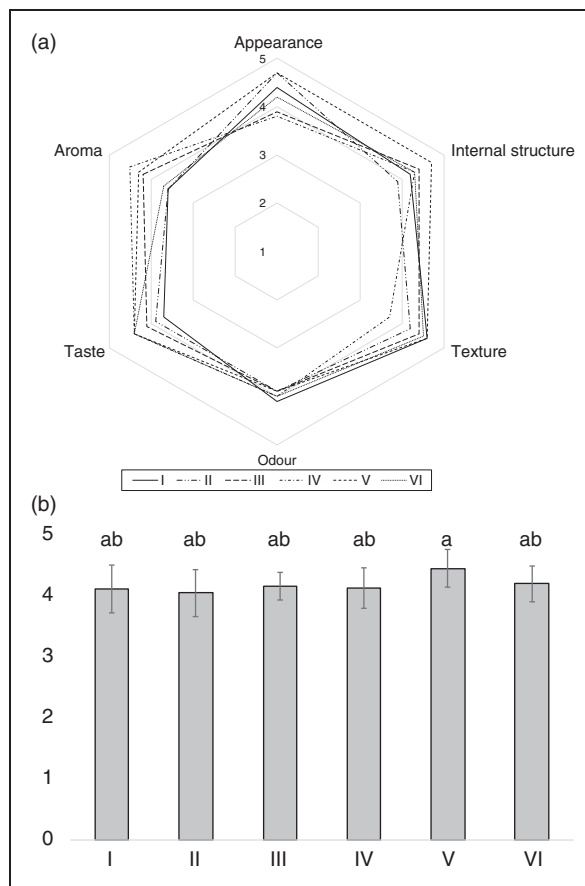 (a)
Appearance
5
4
Aroma
Internal structure
3
2
1
Taste
Texture
Odour
I II III IV V VI
(b)
5
ab ab ab ab a ab
4
3
2
1
0
I II III IV V VI